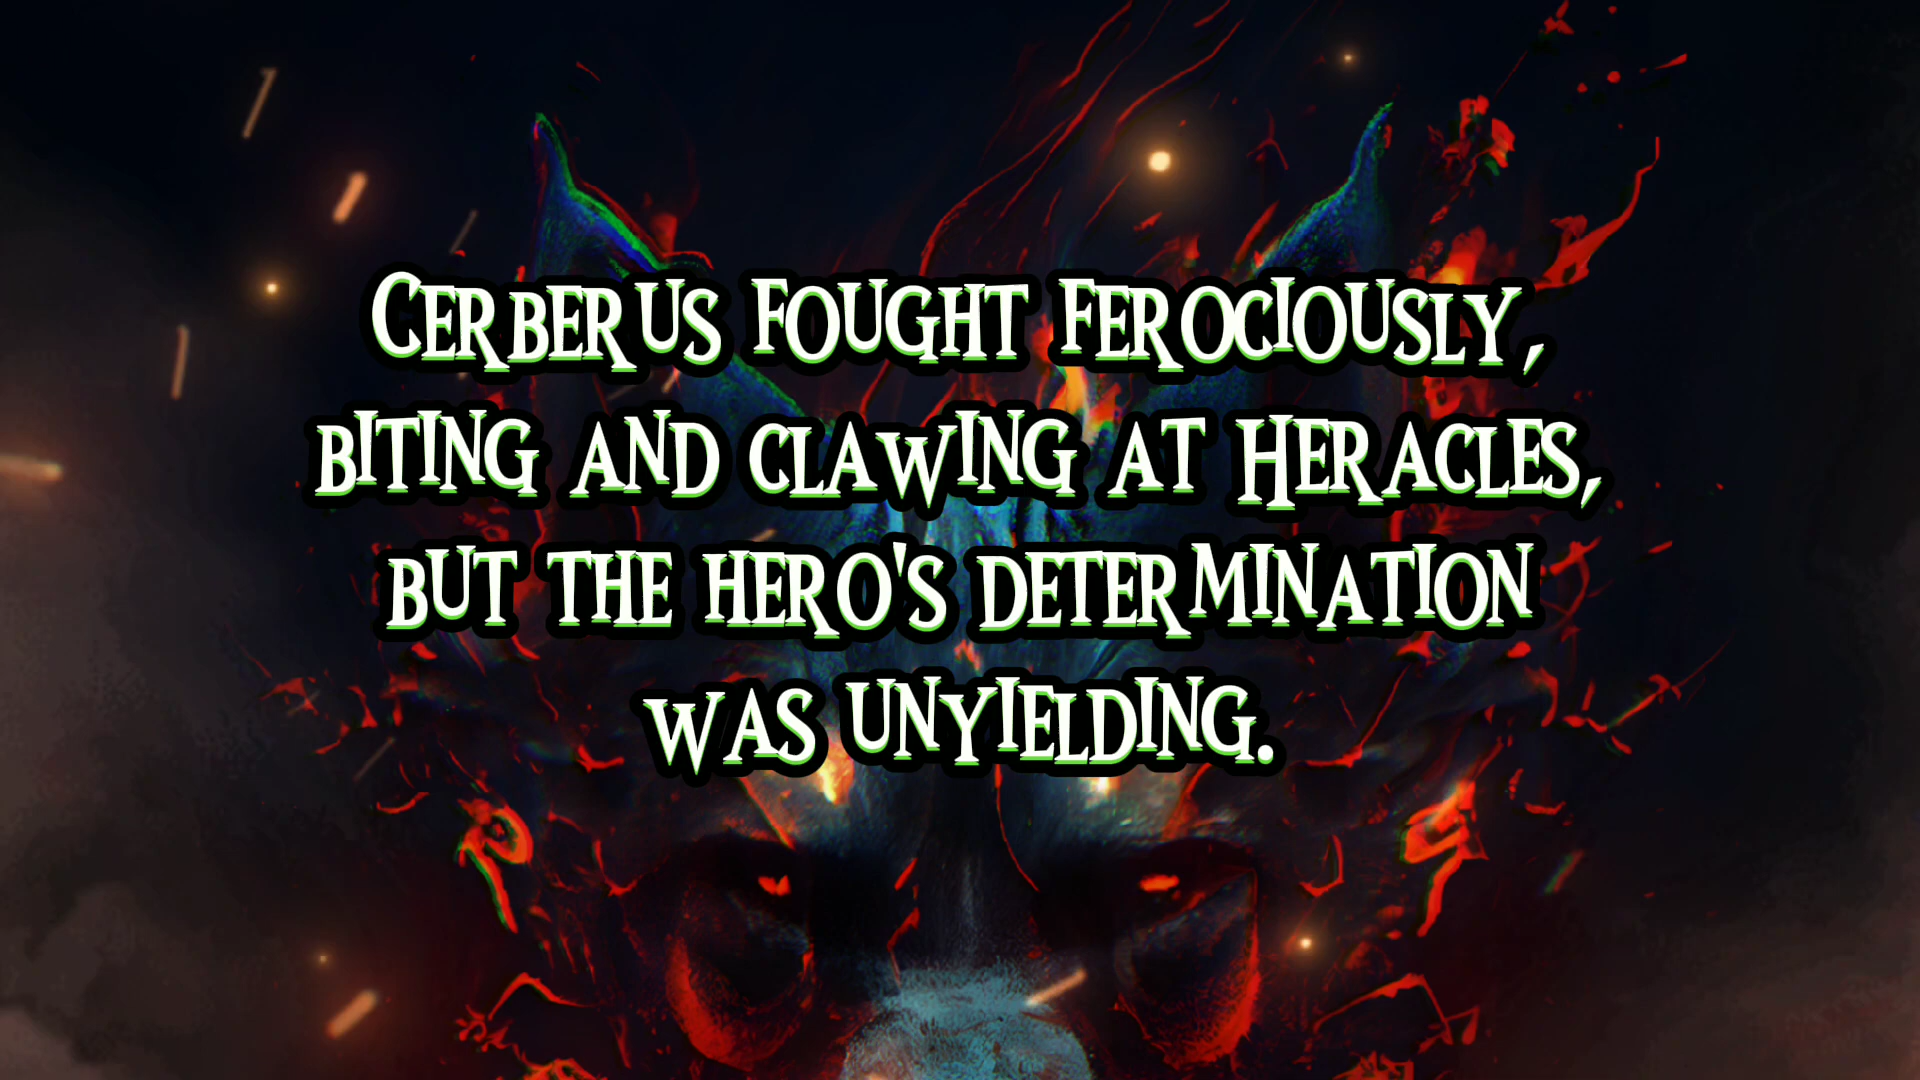 Cerberus fought ferociously,
biting and clawing at Heracles,
but the hero's determination
was unyielding.